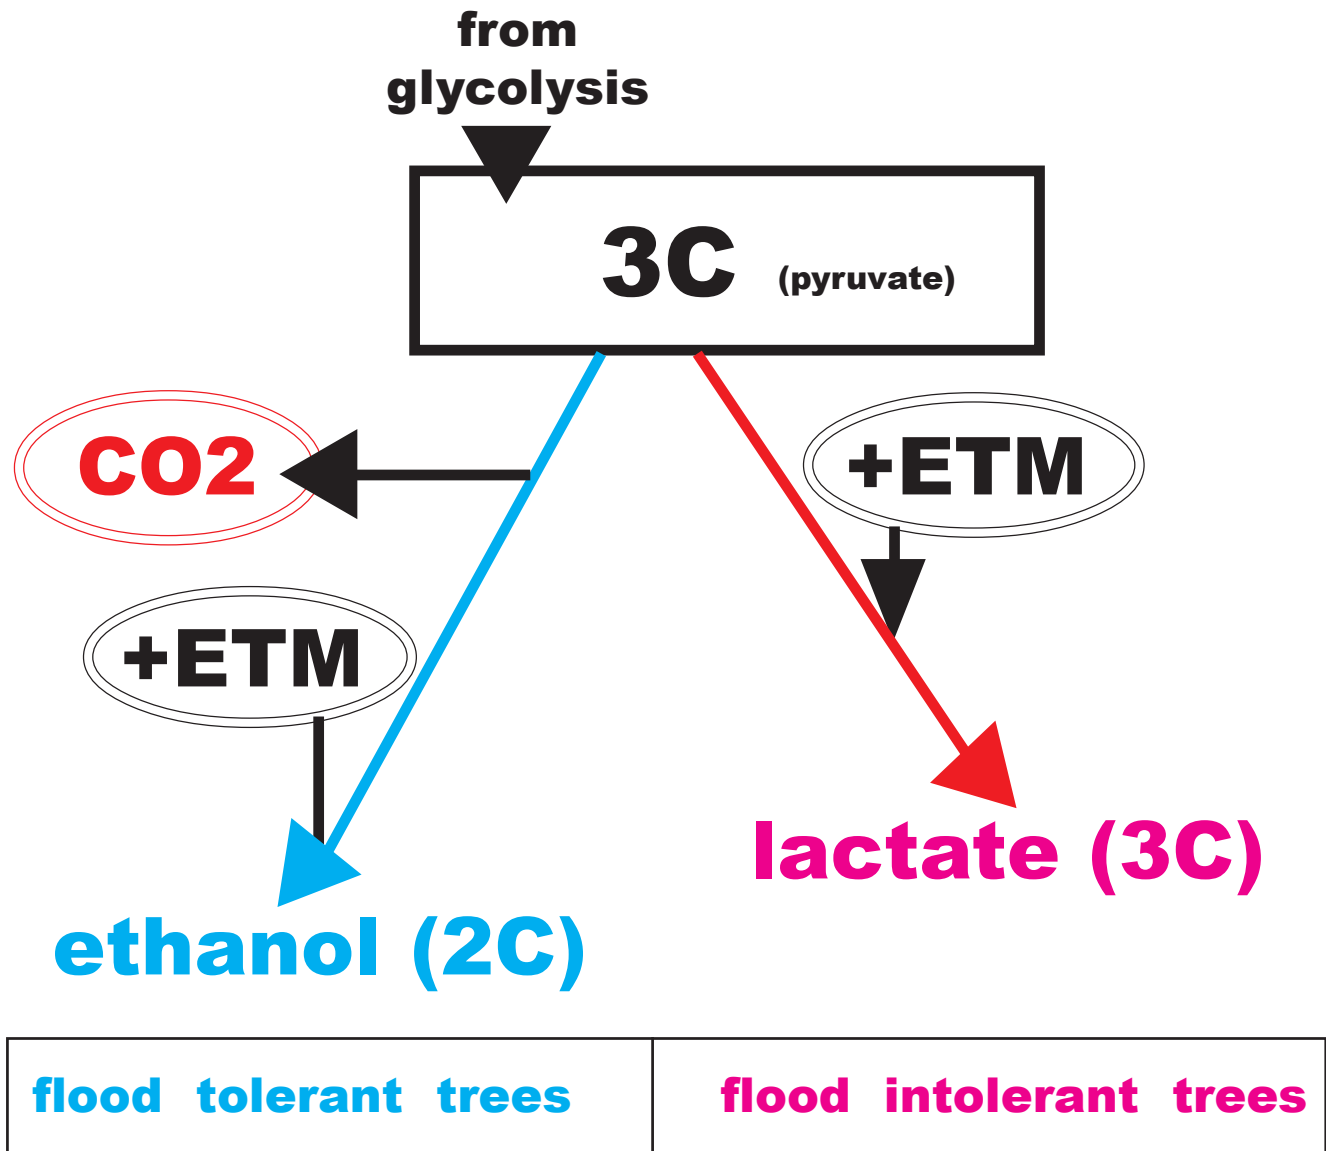 from
glycolysis
3C (pyruvate)
CO2
+ETM
+ETM
lactate (3C)
ethanol (2C)
flood tolerant trees
flood intolerant trees